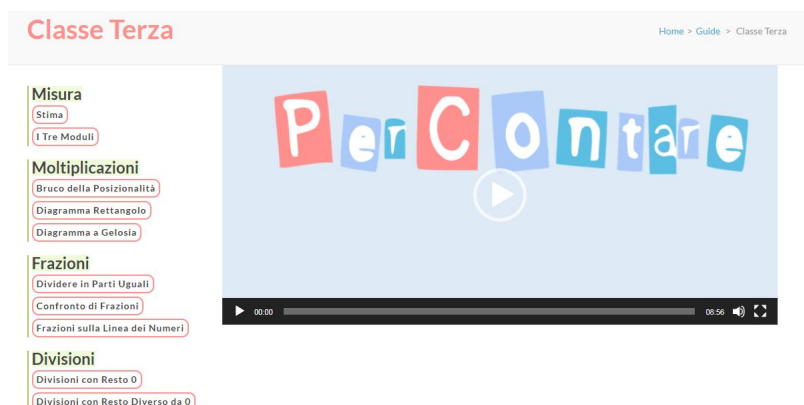 Classe Terza
Home > Guide > Classe Terza
Misura
Stima
I Tre Moduli
Moltiplicazioni
Bruco della Posizionalità
Diagramma Rettangolo
Diagramma a Gelosia
Frazioni
Dividere in Parti Uguali
Confronto di Frazioni
Frazioni sulla Linea dei Numeri
Divisioni
Divisioni con Resto 0
Divisioni con Resto Diverso da 0
PerContare
00:00
08:56